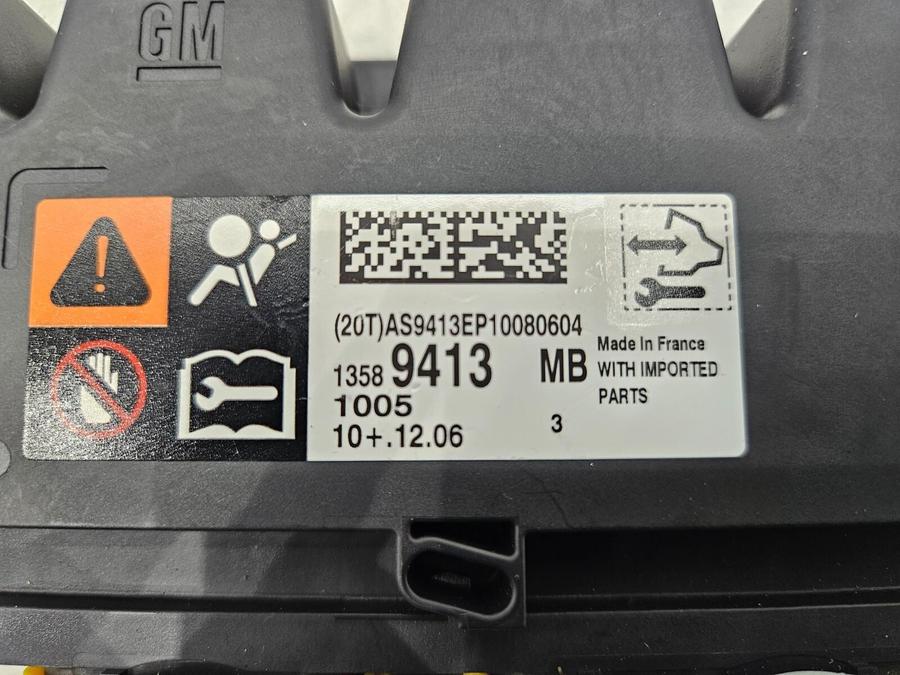 GM
(20T)AS9413EP10080604
1358 9413 MB
1005
10+.12.06 3
Made In France
WITH IMPORTED
PARTS